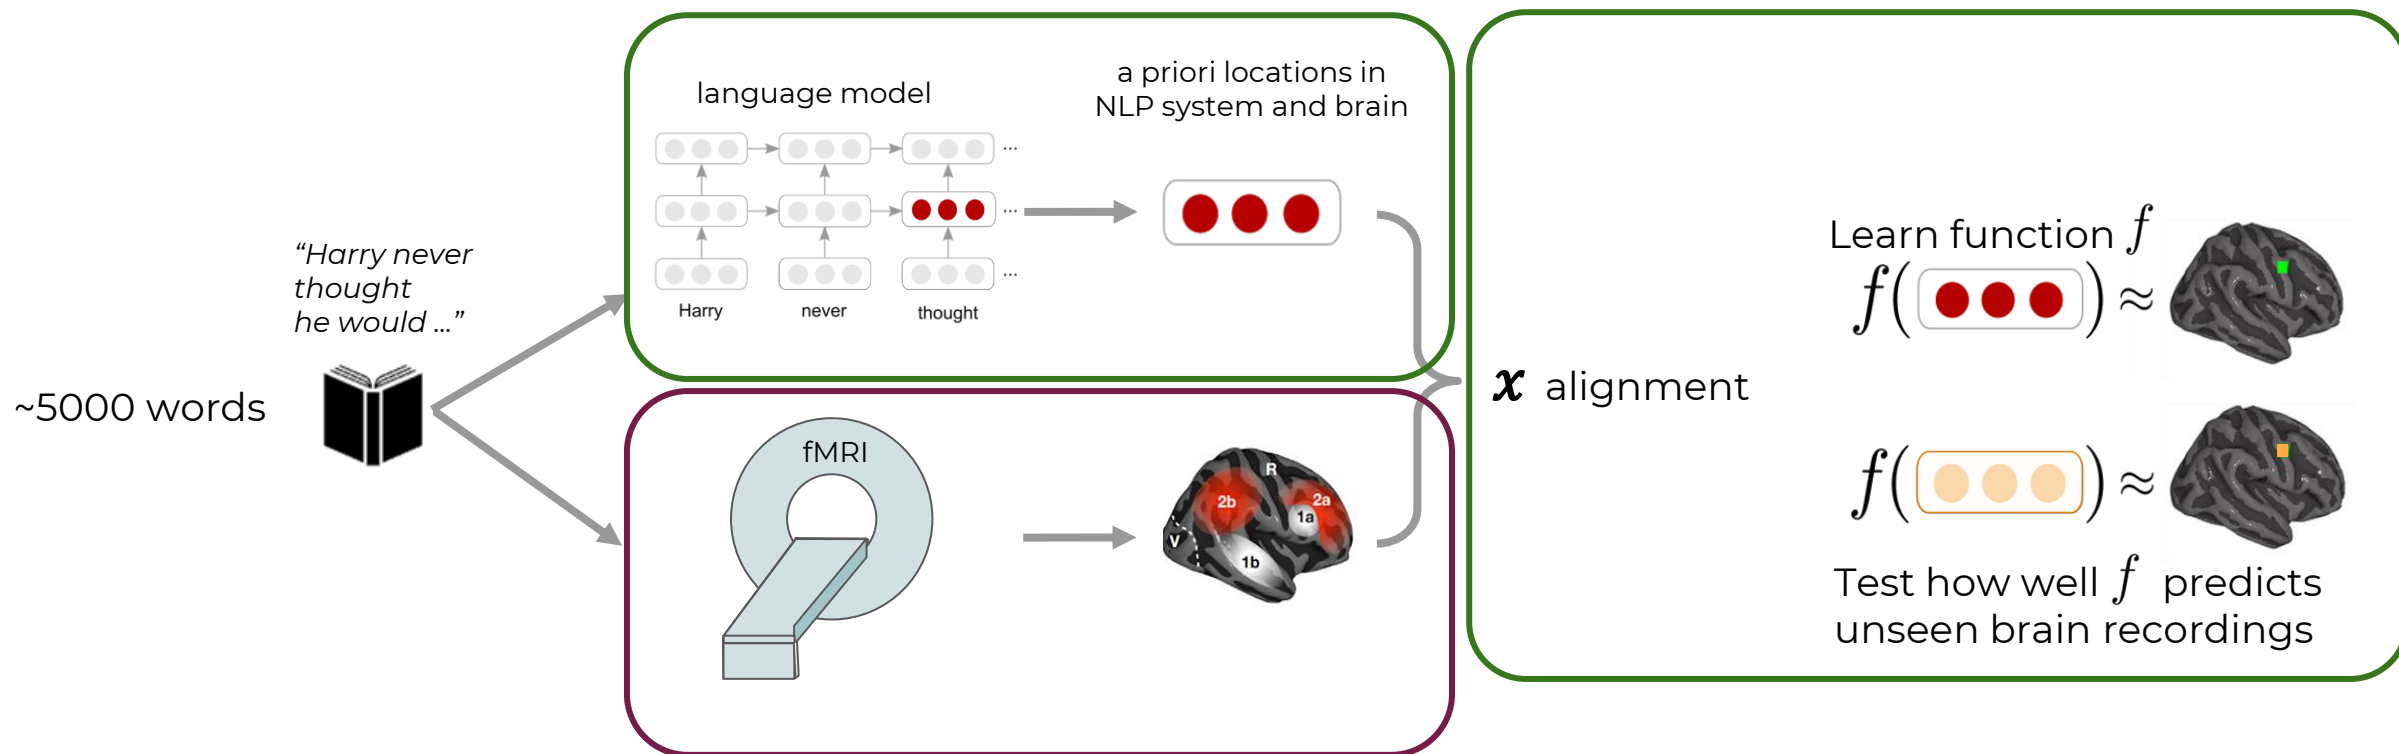 ~5000 words
“Harry never
thought
he would ...”
language model
...
...
...
Harry
never
thought
a priori locations in
NLP system and brain
fMRI
R
2b
2a
1a
V
1b
x alignment
Learn function f
f( ) ≈
f( ) ≈
Test how well f predicts
unseen brain recordings